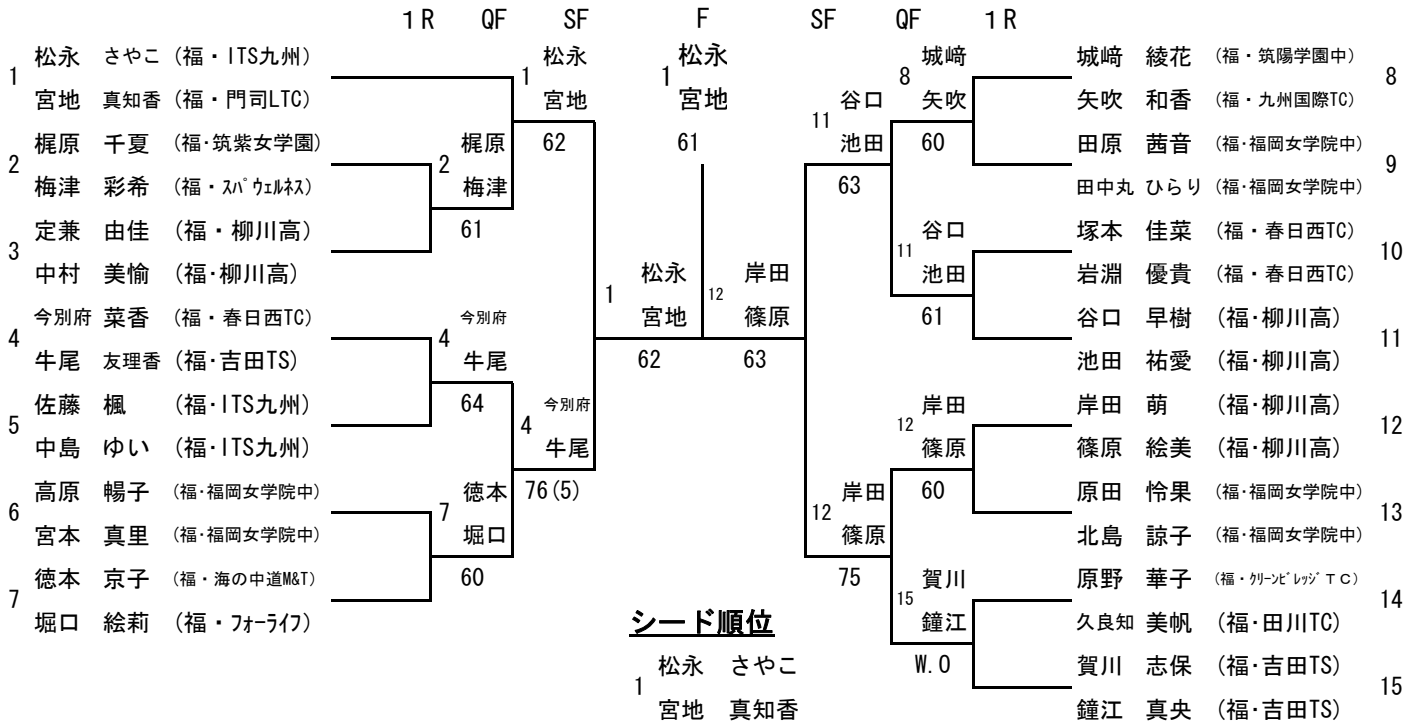 1R QF SF F SF QF 1R
1 松永 さやこ (福・ITS九州)
宮地 真知香 (福・門司LTC)
2 梶原 千夏 (福・筑紫女学園)
梅津 彩希 (福・スパウェルネス)
3 定兼 由佳 (福・柳川高)
中村 美愉 (福・柳川高)
4 今別府 菜香 (福・春日西TC)
牛尾 友理香 (福・吉田TS)
5 佐藤 楓 (福・ITS九州)
中島 ゆい (福・ITS九州)
6 高原 暢子 (福・福岡女学院中)
宮本 真里 (福・福岡女学院中)
7 徳本 京子 (福・海の中道M&T)
堀口 絵莉 (福・フォーライフ)
2 梶原
梅津
61
4 今別府
牛尾
64
7 徳本
堀口
60
1 松永
宮地
62
4 今別府
牛尾
76(5)
1 松永
宮地
62
1 松永
宮地
61
12 岸田
篠原
63
11 谷口
池田
63
12 岸田
篠原
75
8 城﨑
矢吹
60
11 谷口
池田
61
12 岸田
篠原
60
15 賀川
鐘江
W.O
城﨑 綾花 (福・筑陽学園中) 8
矢吹 和香 (福・九州国際TC)
田原 茜音 (福・福岡女学院中) 9
田中丸 ひらり (福・福岡女学院中)
塚本 佳菜 (福・春日西TC) 10
岩淵 優貴 (福・春日西TC)
谷口 早樹 (福・柳川高) 11
池田 祐愛 (福・柳川高)
岸田 萌 (福・柳川高) 12
篠原 絵美 (福・柳川高)
原田 怜果 (福・福岡女学院中) 13
北島 諒子 (福・福岡女学院中)
原野 華子 (福・グリーンビレッジTC) 14
久良知 美帆 (福・田川TC)
賀川 志保 (福・吉田TS) 15
鐘江 真央 (福・吉田TS)
シード順位
1 松永 さやこ
宮地 真知香